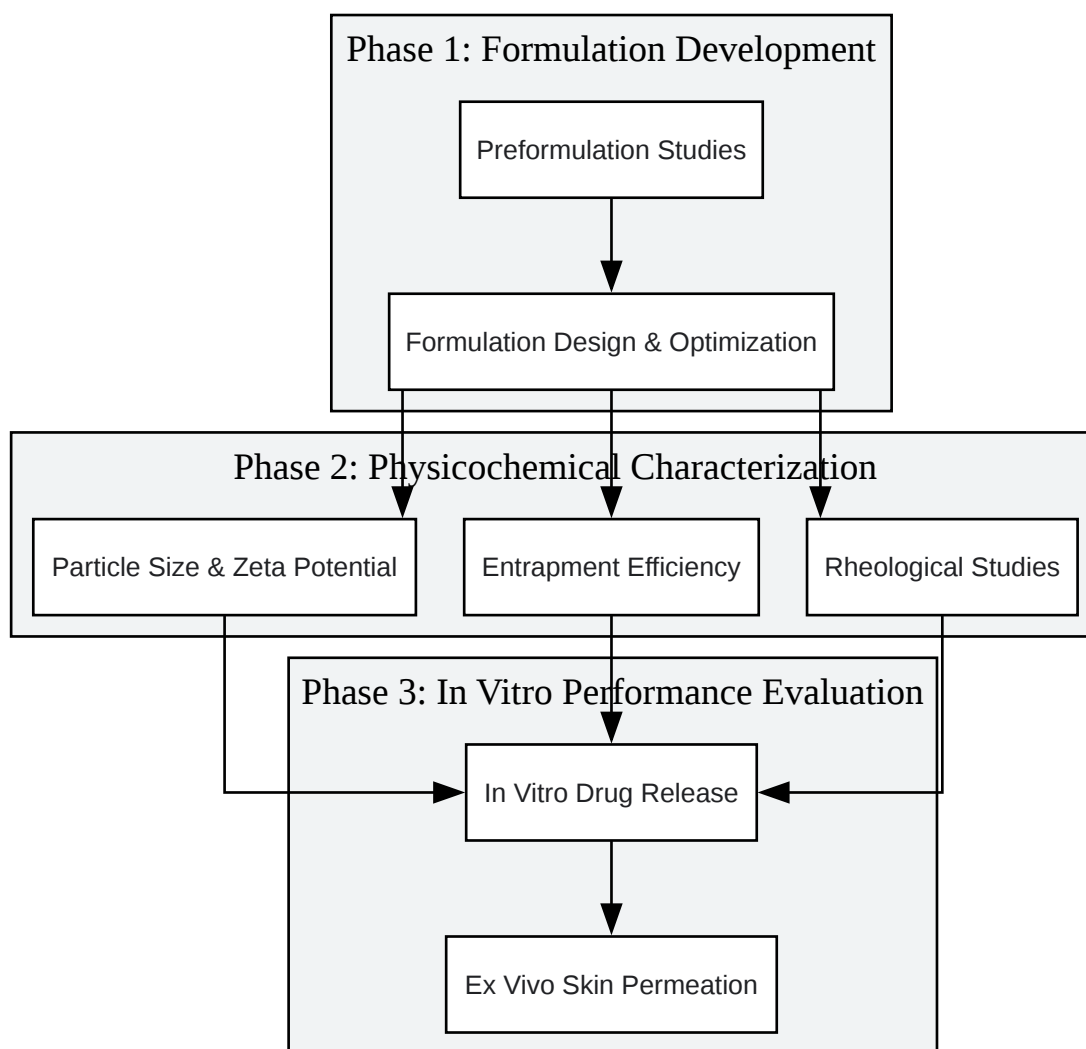 Phase 1: Formulation Development
Preformulation Studies
Formulation Design & Optimization
Phase 2: Physicochemical Characterization
Particle Size & Zeta Potential
Entrapment Efficiency
Rheological Studies
Phase 3: In Vitro Performance Evaluation
In Vitro Drug Release
Ex Vivo Skin Permeation